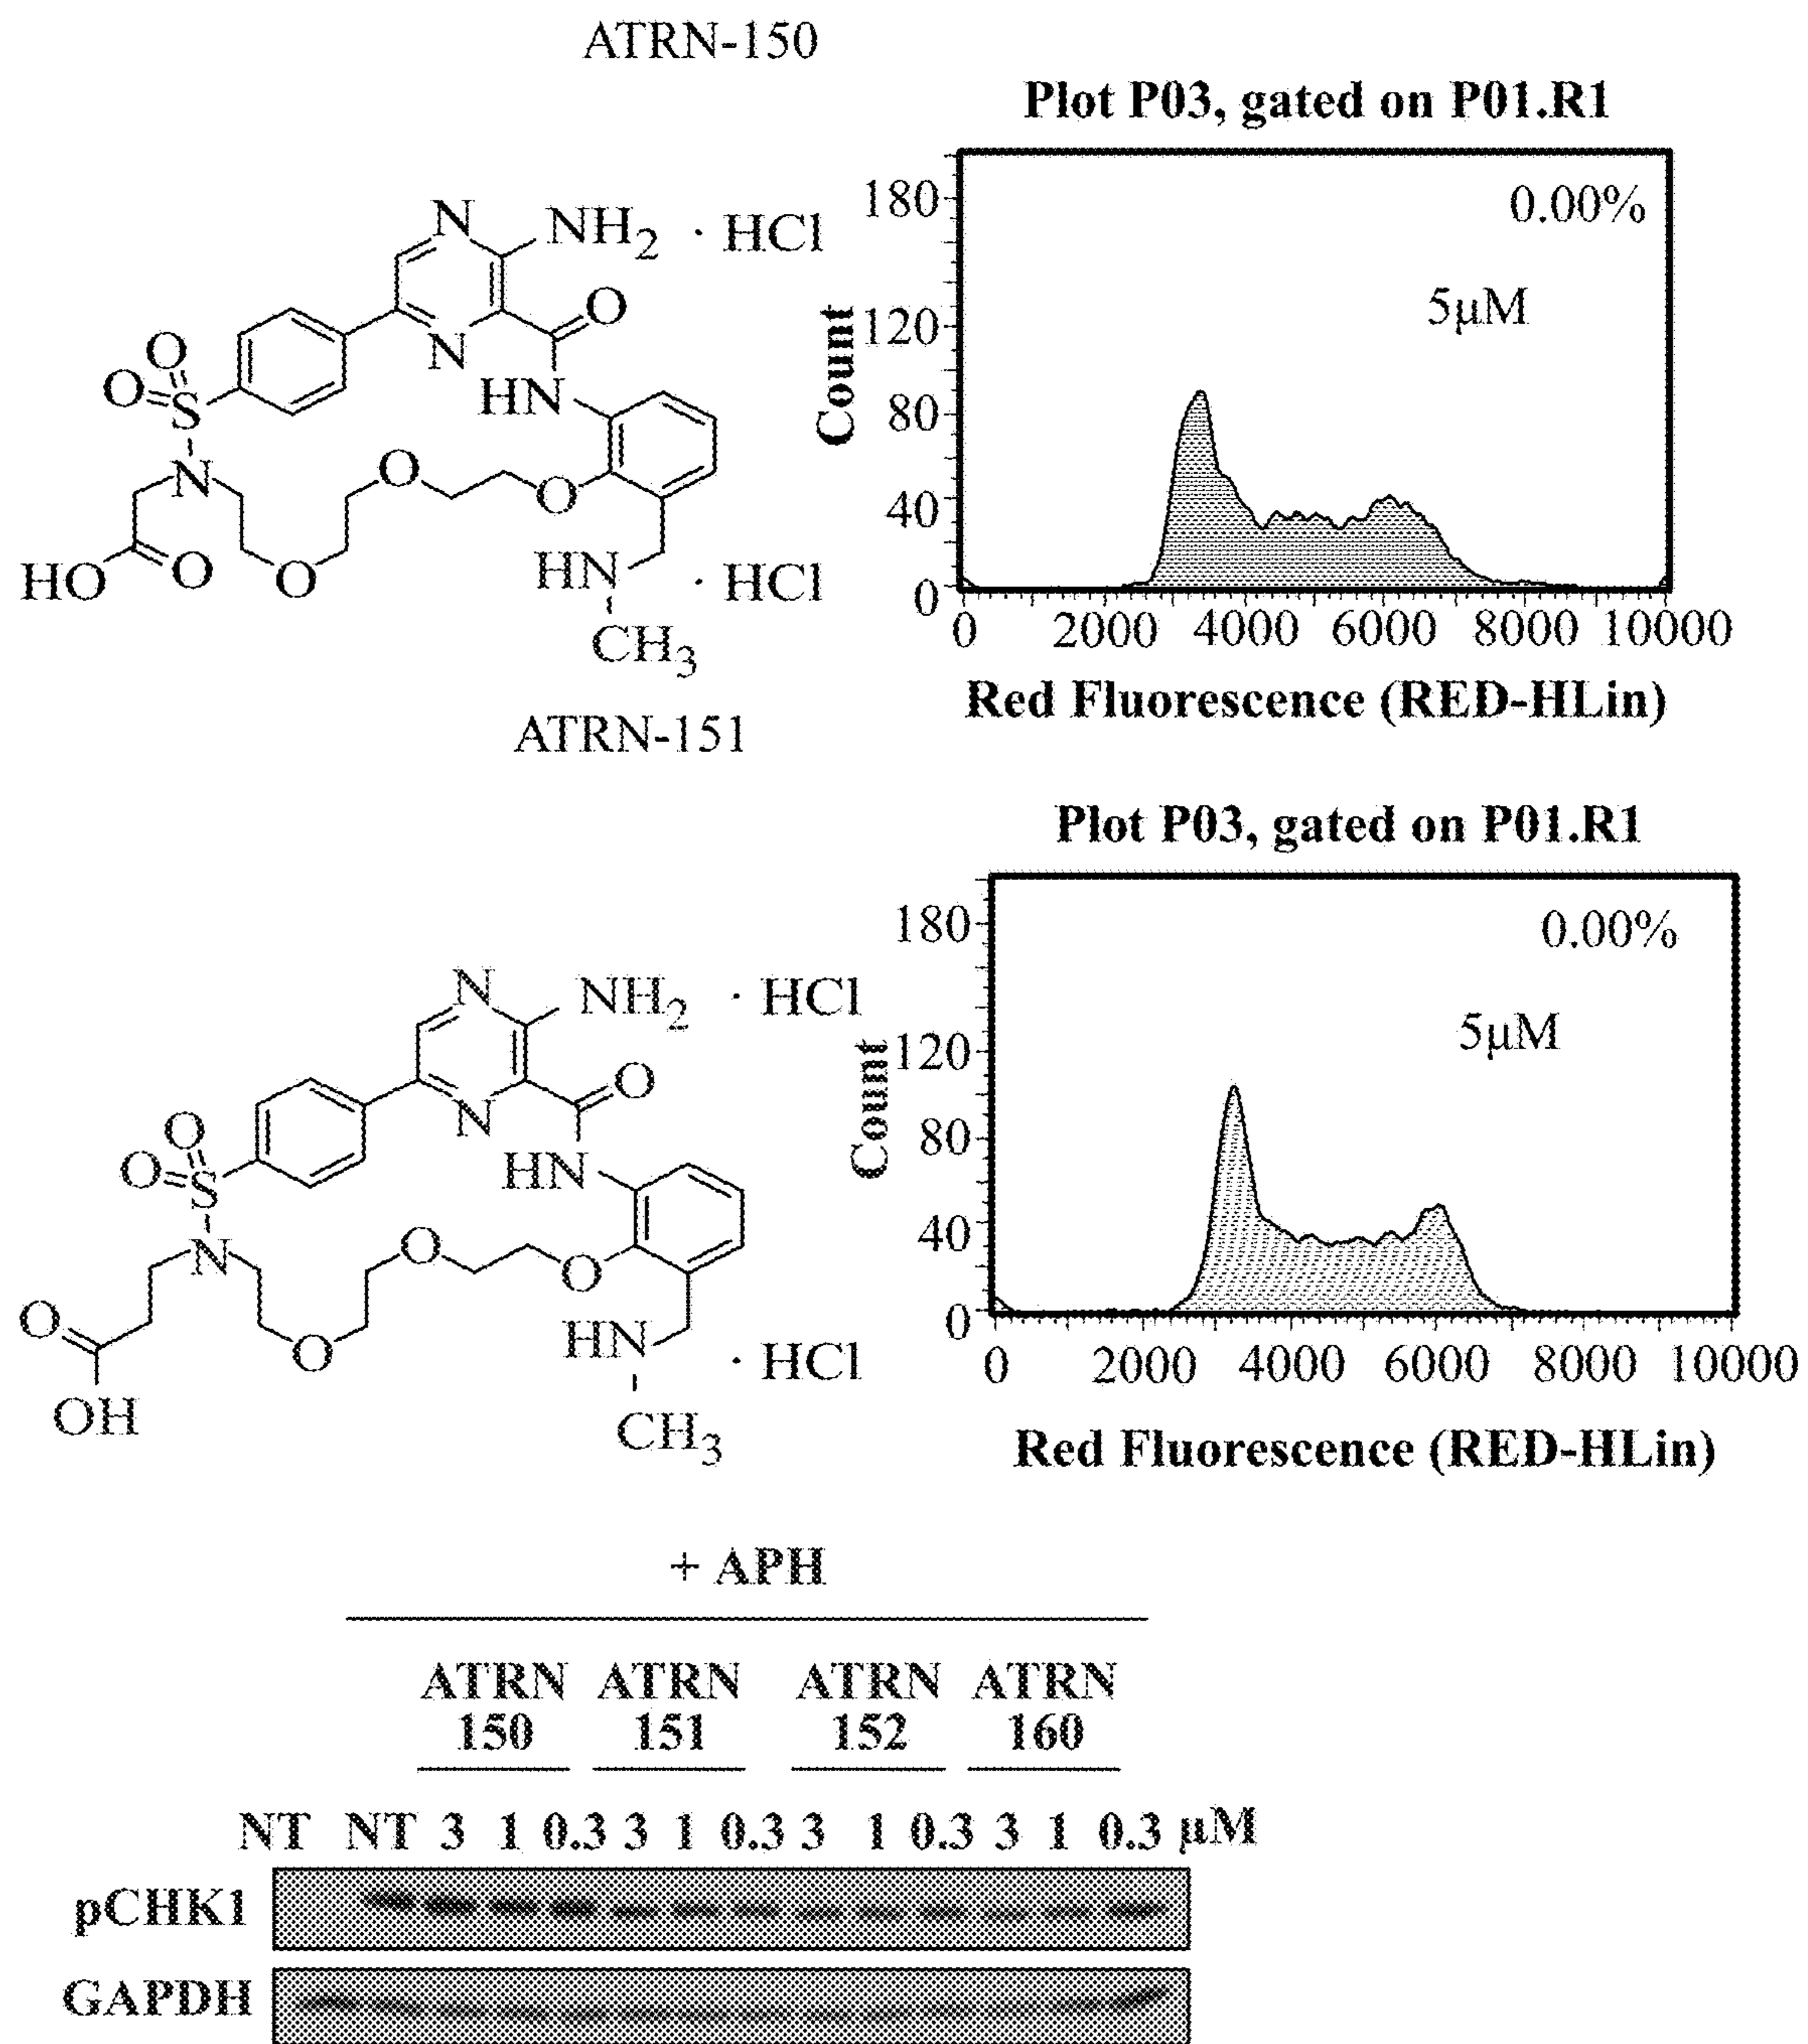 ATRN-150
Plot P03, gated on P01.R1
0.00%
5μM
Count
180
120
80
40
0
0 2000 4000 6000 8000 10000
Red Fluorescence (RED-HLin)
N NH2 · HCl
N O
O
O S HN
N O O
HO O O HN · HCl
CH3
ATRN-151
Plot P03, gated on P01.R1
0.00%
5μM
Count
180
120
80
40
0
0 2000 4000 6000 8000 10000
Red Fluorescence (RED-HLin)
N NH2 · HCl
N O
O
O S HN
N O O
O O HN · HCl
OH CH3
+ APH
ATRN ATRN ATRN ATRN
150 151 152 160
NT NT 3 1 0.3 3 1 0.3 3 1 0.3 3 1 0.3 μM
pCHK1
GAPDH